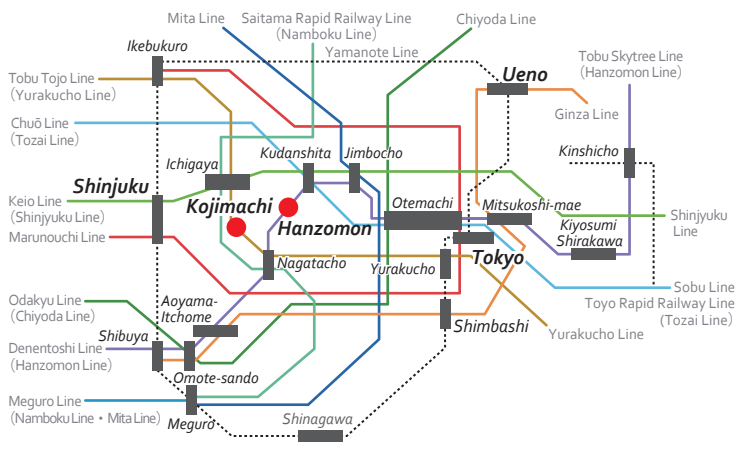 Mita Line
Saitama Rapid Railway Line
(Namboku Line)
Chiyoda Line
Ikebukuro
Yamanote Line
Ueno
Tobu Skytree Line
(Hanzomon Line)
Tobu Tojo Line
(Yurakucho Line)
Ginza Line
Chuō Line
(Tozai Line)
Ichigaya
Kudanshita
Jimbocho
Kinshicho
Shinjuku
Kojimachi
Hanzomon
Otemachi
Mitsukoshi-mae
Keio Line
(Shinjyuku Line)
Kiyosumi
Shirakawa
Shinjyuku
Line
Marunouchi Line
Nagatacho
Yurakucho
Tokyo
Sobu Line
Toyo Rapid Railway Line
(Tozai Line)
Odakyu Line
(Chiyoda Line)
Aoyama-
Itchome
Shimbashi
Yurakucho Line
Shibuya
Denentoshi Line
(Hanzomon Line)
Omote-sando
Meguro Line
(Namboku Line・Mita Line)
Meguro
Shinagawa